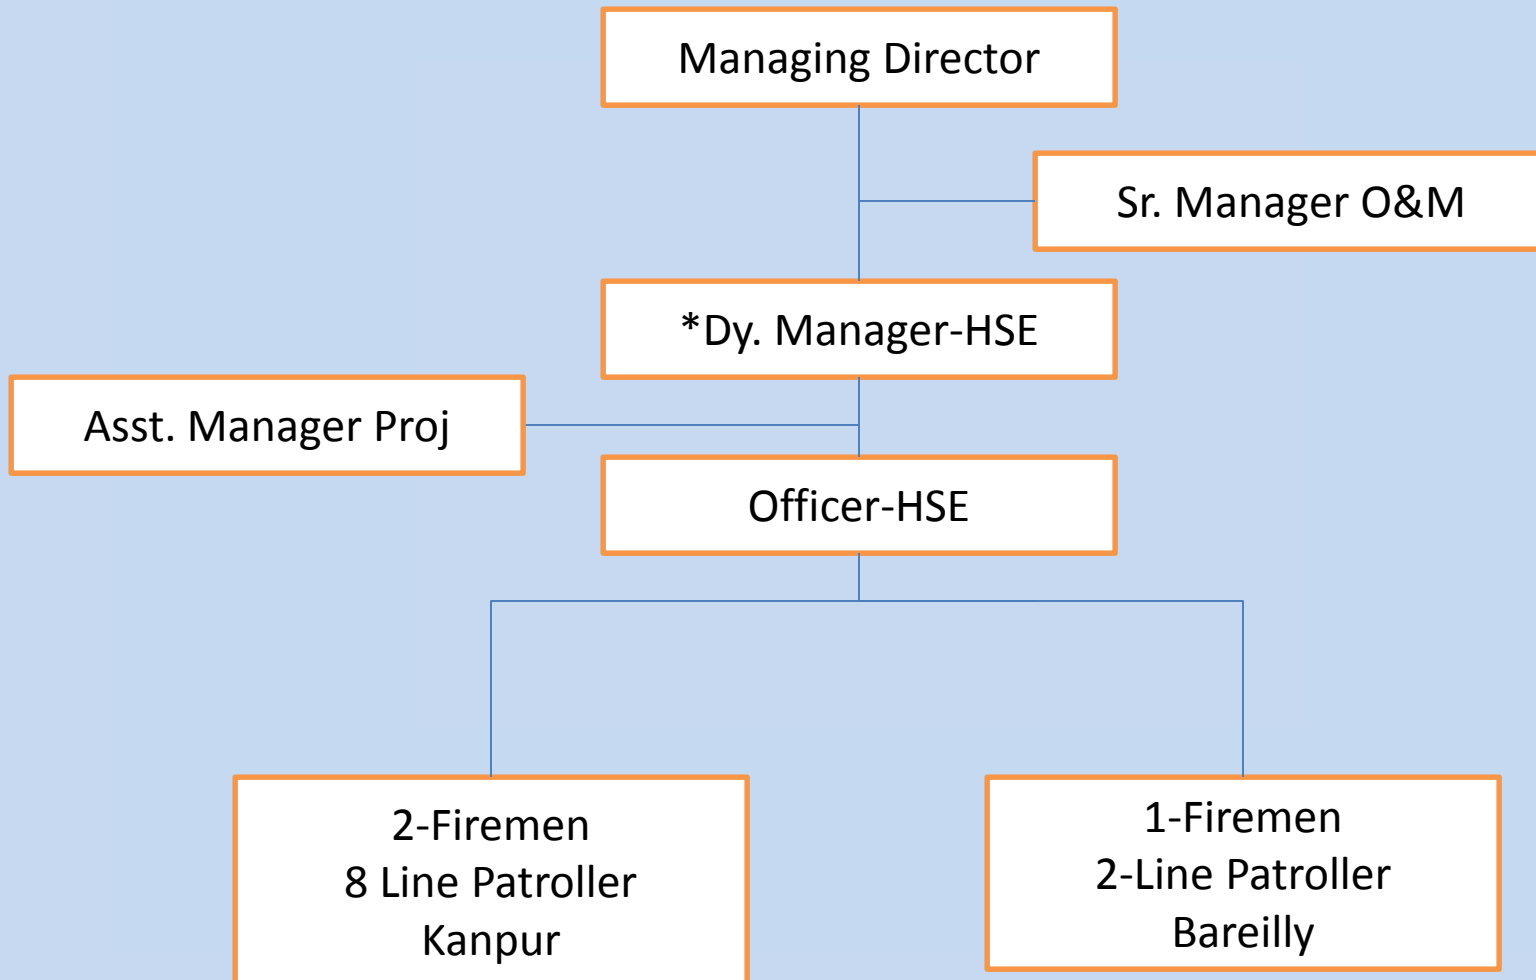 Managing Director
Sr. Manager O&M
*Dy. Manager-HSE
Asst. Manager Proj
Officer-HSE
2-Firemen
8 Line Patroller
Kanpur
1-Firemen
2-Line Patroller
Bareilly